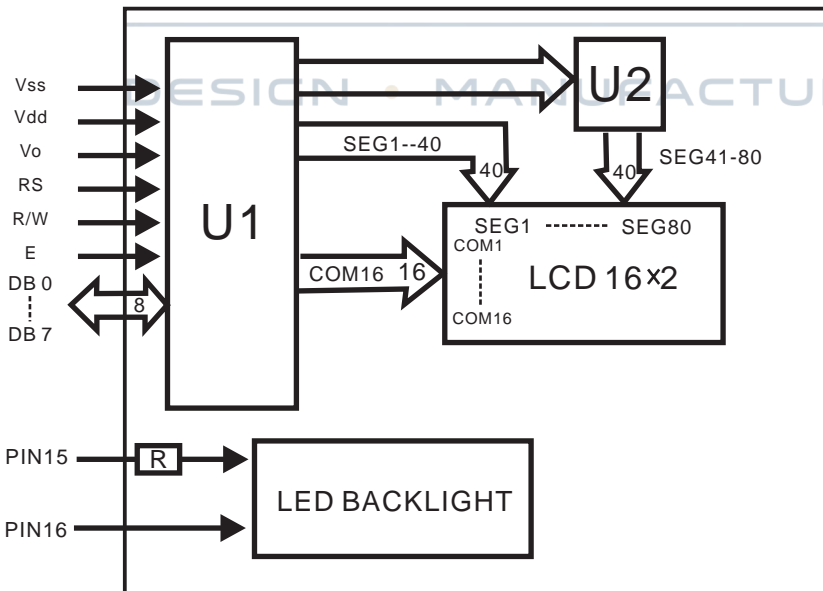 DESIGN • MANUFACTU
Vss
Vdd
Vo
RS
R/W
E
DB 0
DB 7
8
U1
U2
SEG1--40
40
40
SEG41-80
SEG1 SEG80
COM1
COM16
COM16 16
LCD 16×2
PIN15
R
PIN16
LED BACKLIGHT